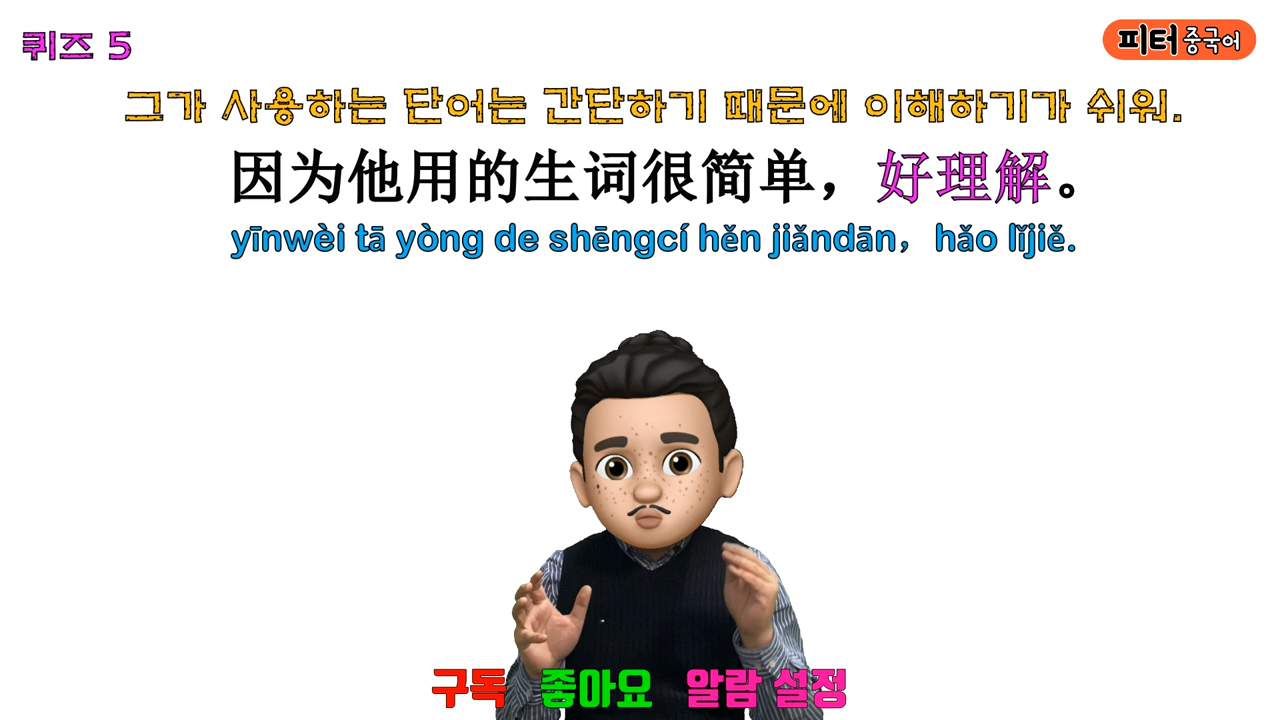 퀴즈 5
피터 중국어
그가 사용하는 단어는 간단하기 때문에 이해하기가 쉬워.
因为他用的生词很简单，好理解。
yīnwèi tā yòng de shēngcí hěn jiǎndān，hǎo lǐjiě.
구독 좋아요 알람 설정